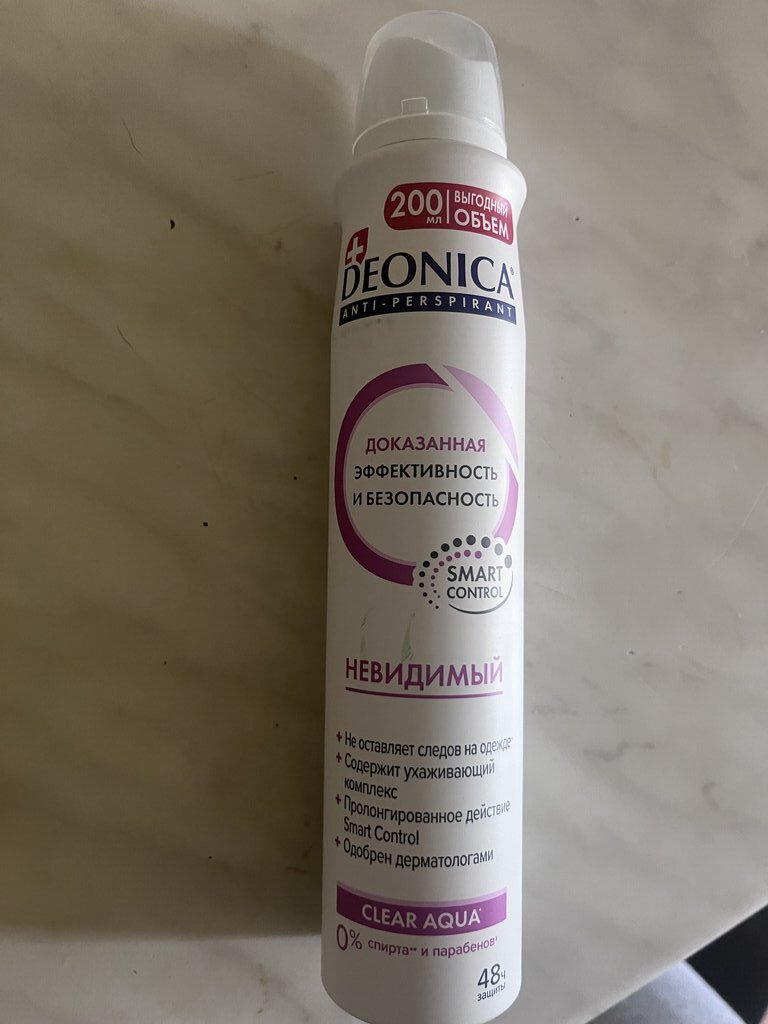 200 мл ВЫГОДНЫЙ ОБЪЕМ
DEONICA®
ANTI-PERSPIRANT
ДОКАЗАННАЯ
ЭФФЕКТИВНОСТЬ
И БЕЗОПАСНОСТЬ
SMART
CONTROL
НЕВИДИМЫЙ
+ Не оставляет следов на одежде*
+ Содержит ухаживающий
комплекс
+ Пролонгированное действие
Smart Control
+ Одобрен дерматологами
CLEAR AQUA*
0% спирта** и парабенов*
48ч
защиты